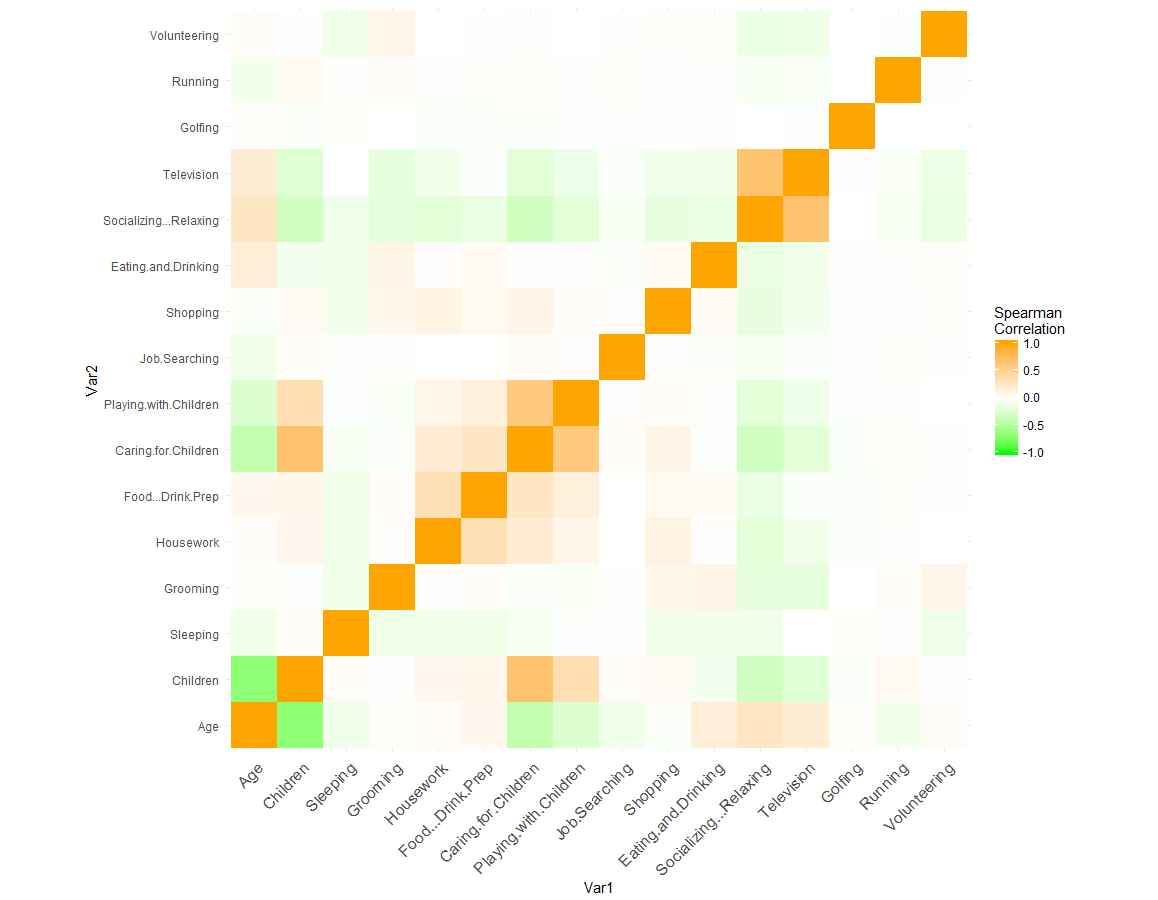 Volunteering
Running
Golfing
Television
Socializing...Relaxing
Eating.and.Drinking
Shopping
Job.Searching
Playing.with.Children
Caring.for.Children
Food...Drink.Prep
Housework
Grooming
Sleeping
Children
Age
Var2
Age
Children
Sleeping
Grooming
Housework
Food...Drink.Prep
Caring.for.Children
Playing.with.Children
Job.Searching
Shopping
Eating.and.Drinking
Socializing...Relaxing
Television
Golfing
Running
Volunteering
Var1
Spearman
Correlation
1.0
0.5
0.0
-0.5
-1.0